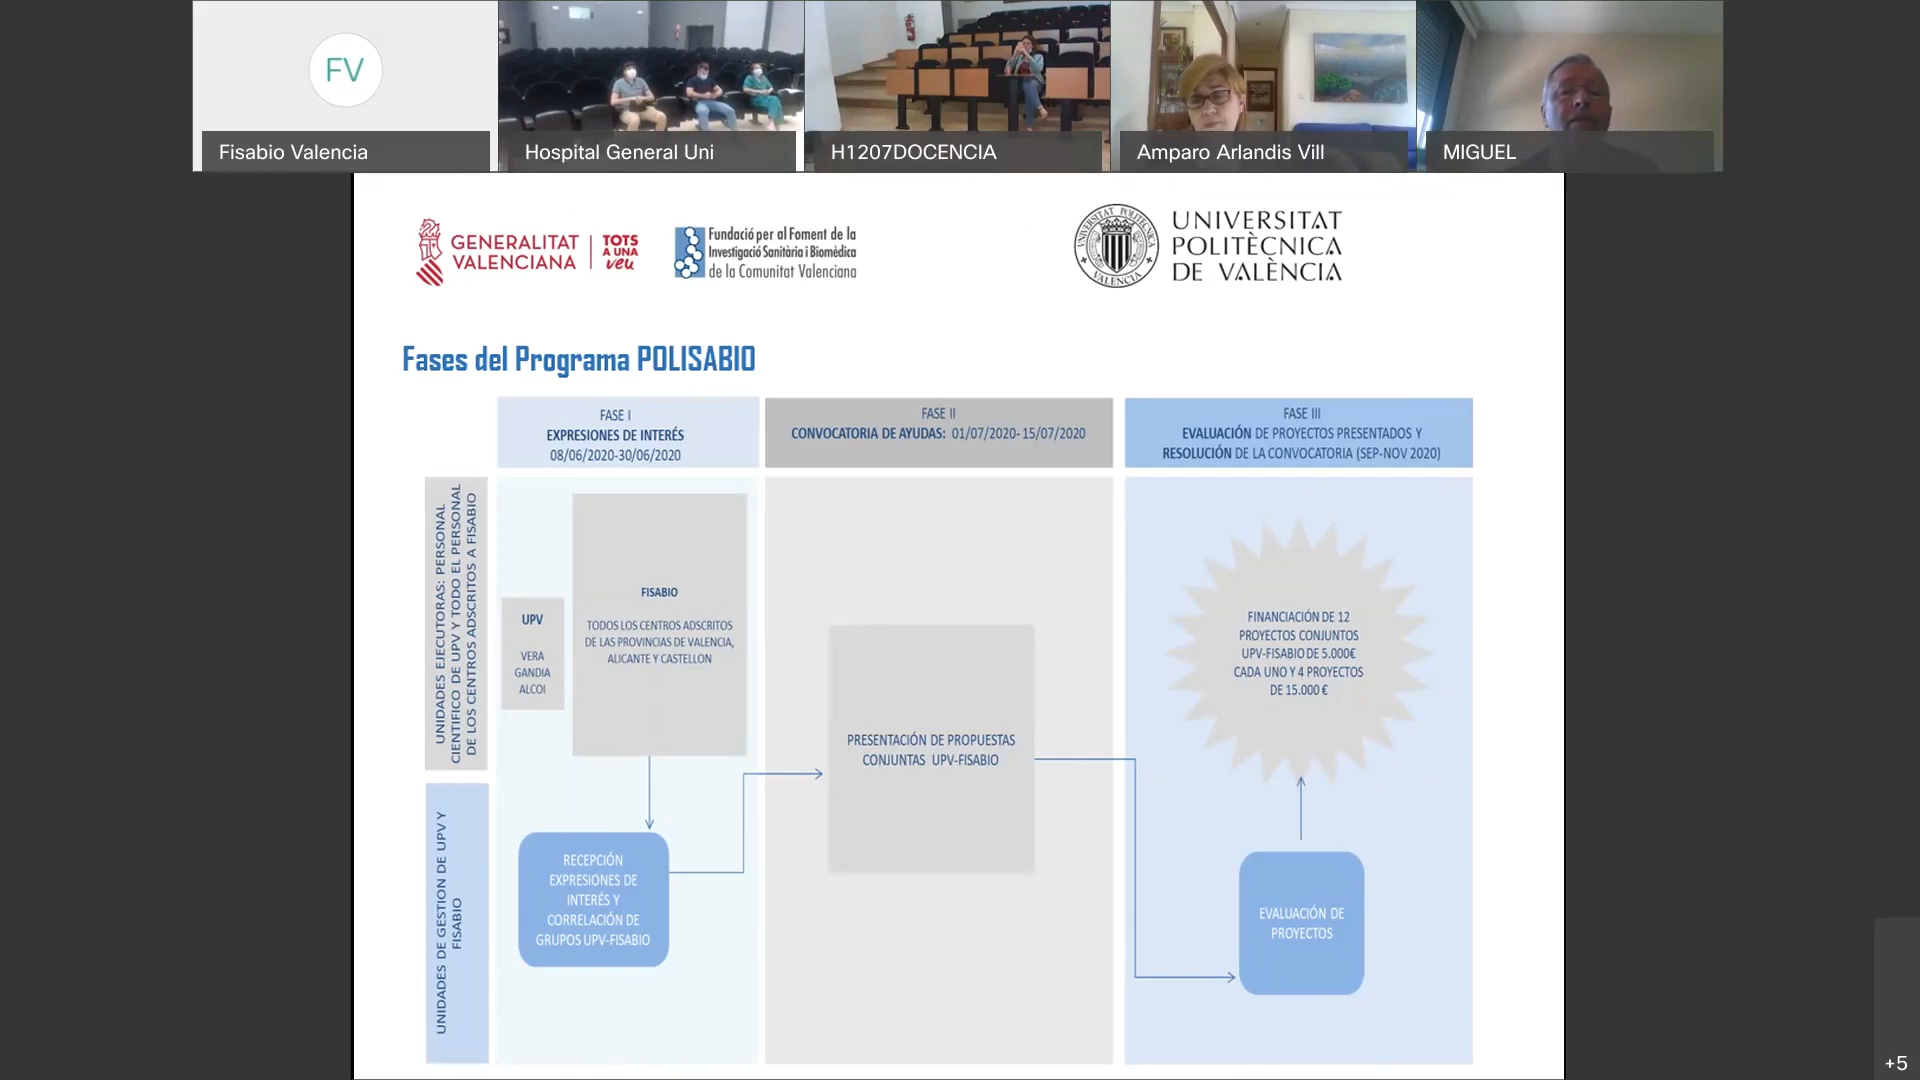 FV
Fisabio Valencia
Hospital General Uni
H1207DOCENCIA
Amparo Arlandis Vill
MIGUEL
GENERALITAT
VALENCIANA
TOTS
A UNA
veu
Fundació per al Foment de la
Investigació Sanitària i Biomèdica
de la Comunitat Valenciana
UNIVERSITAT
POLITÈCNICA
DE VALÈNCIA
Fases del Programa POLISABIO
FASE I
EXPRESIONES DE INTERÉS
08/06/2020-30/06/2020
FASE II
CONVOCATORIA DE AYUDAS: 01/07/2020- 15/07/2020
FASE III
EVALUACIÓN DE PROYECTOS PRESENTADOS Y
RESOLUCIÓN DE LA CONVOCATORIA (SEP-NOV 2020)
UNIDADES EJECUTORAS: PERSONAL
CIENTIFICO DE UPV Y TODO EL PERSONAL
DE LOS CENTROS ADSCRITOS A FISABIO
UPV
VERA
GANDIA
ALCOI
FISABIO
TODOS LOS CENTROS ADSCRITOS
DE LAS PROVINCIAS DE VALENCIA,
ALICANTE Y CASTELLON
PRESENTACIÓN DE PROPUESTAS
CONJUNTAS UPV-FISABIO
FINANCIACIÓN DE 12
PROYECTOS CONJUNTOS
UPV-FISABIO DE 5.000€
CADA UNO Y 4 PROYECTOS
DE 15.000 €
UNIDADES DE GESTION DE UPV Y
FISABIO
RECEPCIÓN
EXPRESIONES DE
INTERÉS Y
CORRELACIÓN DE
GRUPOS UPV-FISABIO
EVALUACIÓN DE
PROYECTOS
+5